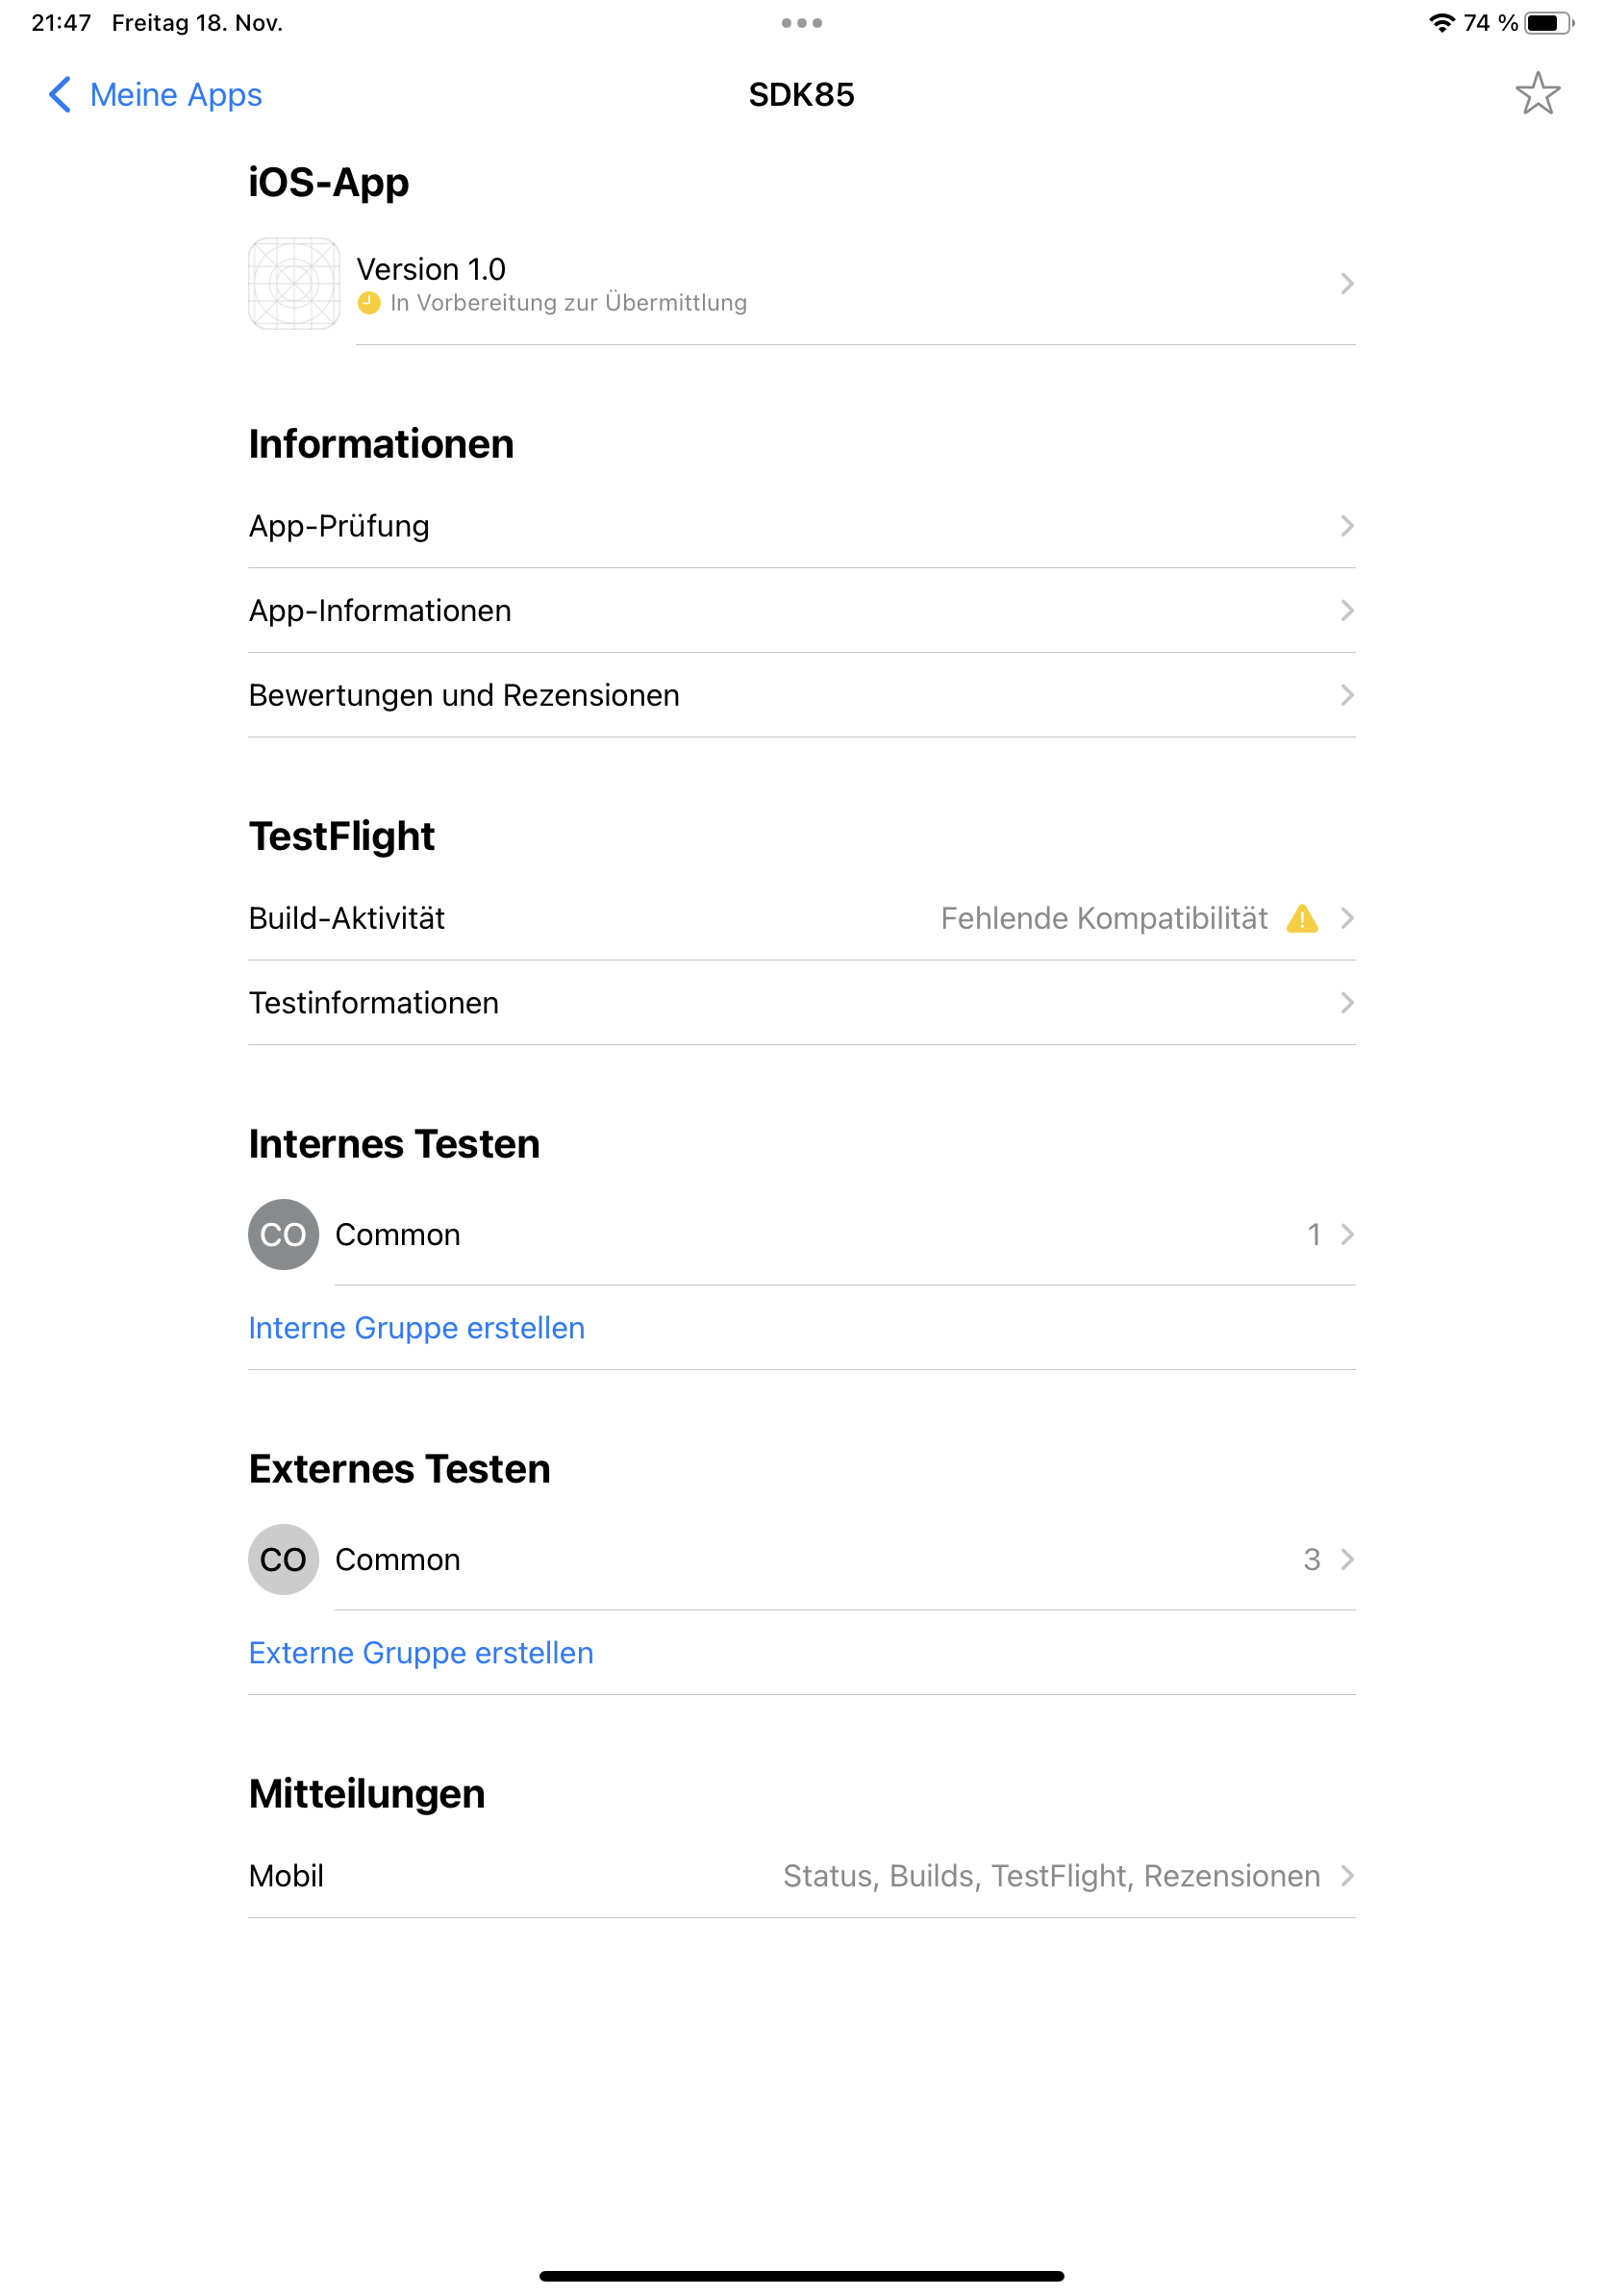 21:47 Freitag 18. Nov.
74 %
Meine Apps
SDK85
iOS-App
Version 1.0
In Vorbereitung zur Übermittlung
Informationen
App-Prüfung
App-Informationen
Bewertungen und Rezensionen
TestFlight
Build-Aktivität
Fehlende Kompatibilität
Testinformationen
Internes Testen
CO Common 1
Interne Gruppe erstellen
Externes Testen
CO Common 3
Externe Gruppe erstellen
Mitteilungen
Mobil
Status, Builds, TestFlight, Rezensionen